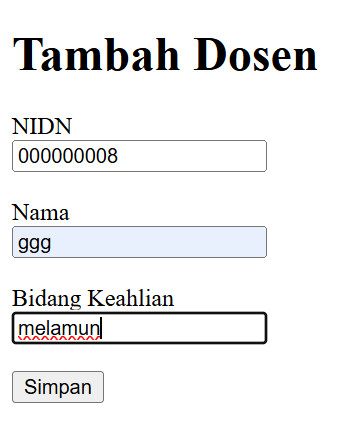 Tambah Dosen
NIDN
000000008
Nama
ggg
Bidang Keahlian
melamun
Simpan